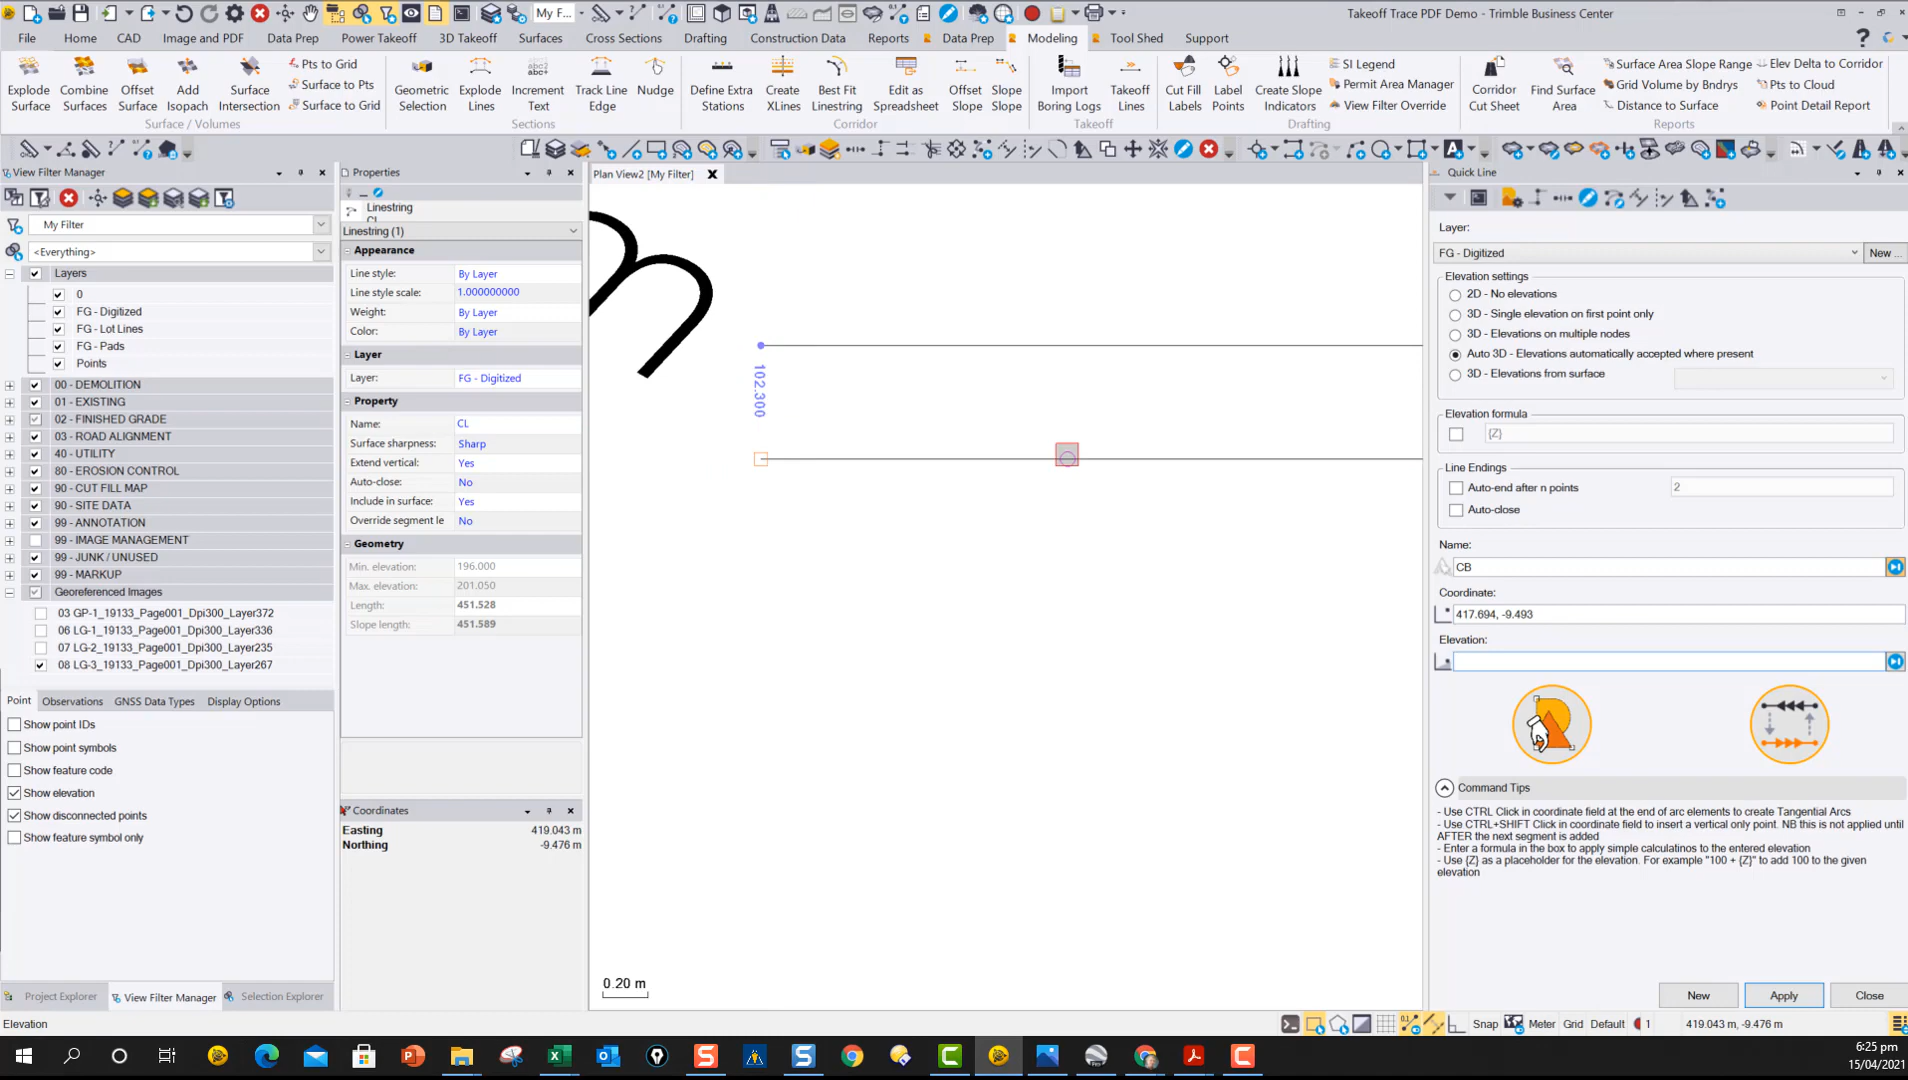 My F...
Takeoff Trace PDF Demo - Trimble Business Center
File Home CAD Image and PDF Data Prep Power Takeoff 3D Takeoff Surfaces Cross Sections Drafting Construction Data Reports Data Prep Modeling Tool Shed Support
Explode Surface
Combine Surfaces
Offset Surface
Add Isopach
Surface Intersection
Pts to Grid
Surface to Pts
Surface to Grid
Surface / Volumes
Geometric Selection
Explode Lines
Increment Text
Track Line Edge
Nudge
Sections
Define Extra Stations
Create XLines
Best Fit Linestring
Edit as Spreadsheet
Offset Slope
Slope Slope
Corridor
Import Boring Logs
Takeoff Lines
Takeoff
Cut Fill Labels
Label Points
Create Slope Indicators
SI Legend
Permit Area Manager
View Filter Override
Drafting
Corridor Cut Sheet
Find Surface Area
Surface Area Slope Range
Grid Volume by Bndrys
Distance to Surface
Elev Delta to Corridor
Pts to Cloud
Point Detail Report
Reports
View Filter Manager
My Filter
<Everything>
Layers
0
FG - Digitized
FG - Lot Lines
FG - Pads
Points
00 - DEMOLITION
01 - EXISTING
02 - FINISHED GRADE
03 - ROAD ALIGNMENT
40 - UTILITY
80 - EROSION CONTROL
90 - CUT FILL MAP
90 - SITE DATA
99 - ANNOTATION
99 - IMAGE MANAGEMENT
99 - JUNK / UNUSED
99 - MARKUP
Georeferenced Images
03 GP-1_19133_Page001_Dpi300_Layer372
06 LG-1_19133_Page001_Dpi300_Layer336
07 LG-2_19133_Page001_Dpi300_Layer235
08 LG-3_19133_Page001_Dpi300_Layer267
Point Observations GNSS Data Types Display Options
Show point IDs
Show point symbols
Show feature code
Show elevation
Show disconnected points
Show feature symbol only
Project Explorer View Filter Manager Selection Explorer
Elevation
Properties
Linestring
CL
Linestring (1)
Appearance
Line style: By Layer
Line style scale: 1.000000000
Weight: By Layer
Color: By Layer
Layer
Layer: FG - Digitized
Property
Name: CL
Surface sharpness: Sharp
Extend vertical: Yes
Auto-close: No
Include in surface: Yes
Override segment le No
Geometry
Min. elevation: 196.000
Max. elevation: 201.050
Length: 451.528
Slope length: 451.589
Coordinates
Easting 419.043 m
Northing -9.476 m
Plan View2 [My Filter]
102.300
0.20 m
Quick Line
Layer:
FG - Digitized
New ...
Elevation settings
2D - No elevations
3D - Single elevation on first point only
3D - Elevations on multiple nodes
Auto 3D - Elevations automatically accepted where present
3D - Elevations from surface
Elevation formula
{Z}
Line Endings
Auto-end after n points 2
Auto-close
Name:
CB
Coordinate:
417.694, -9.493
Elevation:
Command Tips
- Use CTRL Click in coordinate field at the end of arc elements to create Tangential Arcs
- Use CTRL+SHIFT Click in coordinate field to insert a vertical only point. NB this is not applied until
AFTER the next segment is added
- Enter a formula in the box to apply simple calculatinos to the entered elevation
- Use {Z} as a placeholder for the elevation. For example "100 + {Z}" to add 100 to the given
elevation
New Apply Close
Snap Meter Grid Default 1 419.043 m, -9.476 m
6:25 pm
15/04/2021